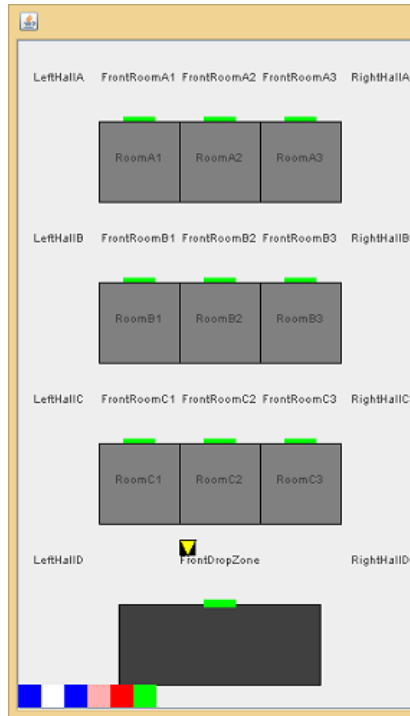 LeftHallA FrontRoomA1 FrontRoomA2 FrontRoomA3 RightHallA
RoomA1 RoomA2 RoomA3
LeftHallB FrontRoomB1 FrontRoomB2 FrontRoomB3 RightHallB
RoomB1 RoomB2 RoomB3
LeftHallC FrontRoomC1 FrontRoomC2 FrontRoomC3 RightHallC
RoomC1 RoomC2 RoomC3
LeftHallD FrontDropZone RightHallD